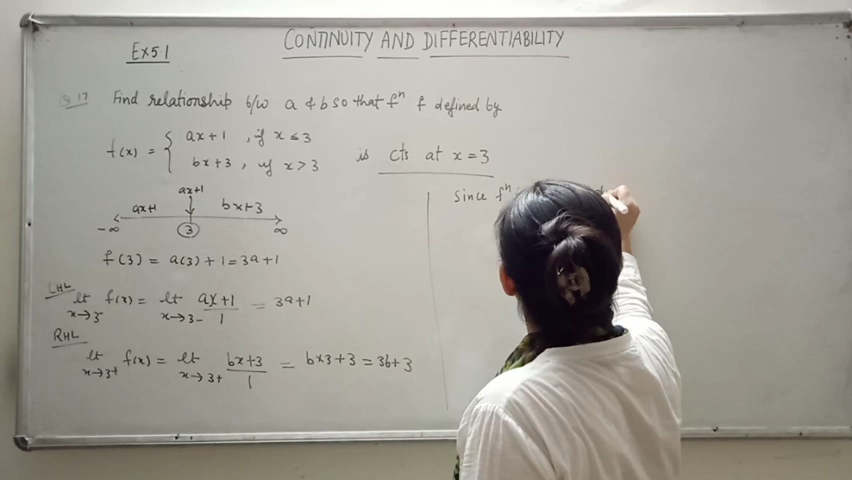 CONTINUITY AND DIFFERENTIABILITY
EX 5.1
Q 17 Find relationship b/w a & b so that fⁿ f defined by
f(x) = { ax+1 , if x ≤ 3
bx+3 , if x > 3 is cts at x=3
ax+1
ax+1 bx+3
-∞ 3 ∞
f(3) = a(3) + 1 = 3a+1
LHL
lt x→3⁻ f(x) = lt x→3- ax+1/1 = 3a+1
RHL
lt x→3⁺ f(x) = lt x→3+ bx+3/1 = b×3+3 = 3b+3
Since fⁿ